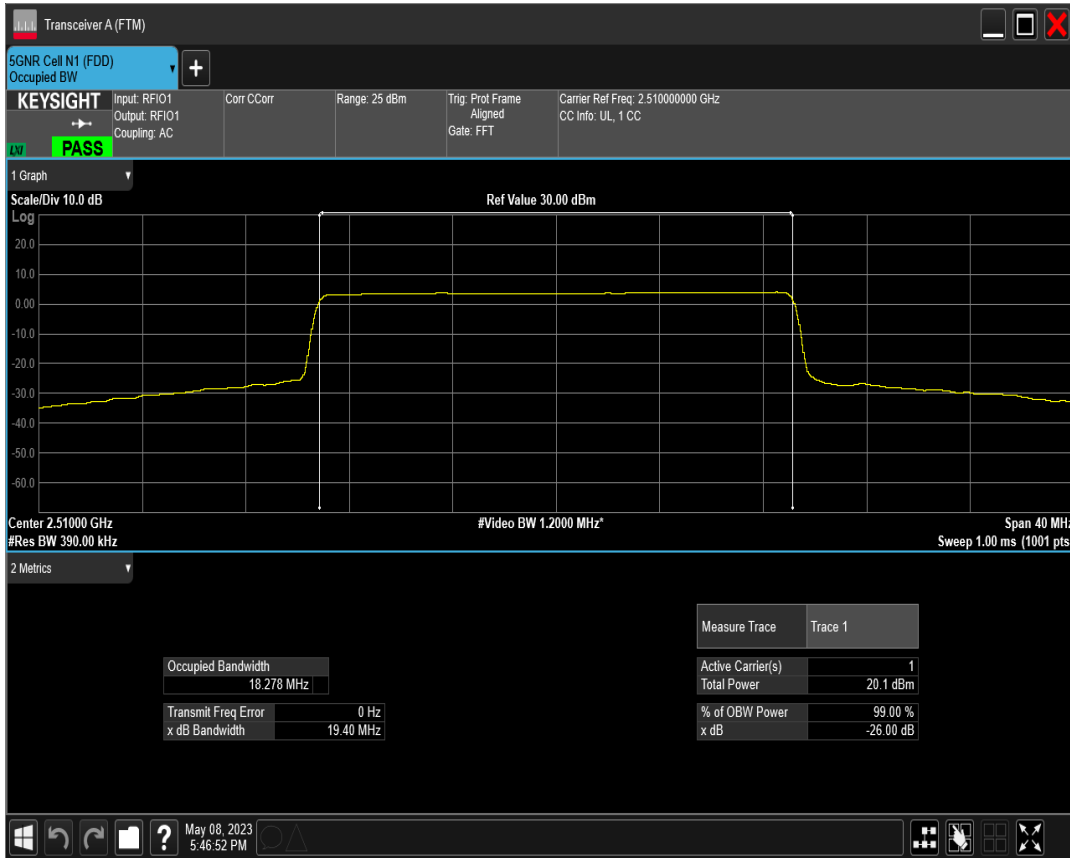 Transceiver A (FTM)
5GNR Cell N1 (FDD)
Occupied BW
+
KEYSIGHT
LXI
PASS
Input: RFIO1
Output: RFIO1
Coupling: AC
Corr CCorr
Range: 25 dBm
Trig: Prot Frame
Aligned
Gate: FFT
Carrier Ref Freq: 2.510000000 GHz
CC Info: UL, 1 CC
1 Graph
Scale/Div 10.0 dB
Ref Value 30.00 dBm
Log
20.0
10.0
0.00
-10.0
-20.0
-30.0
-40.0
-50.0
-60.0
Center 2.51000 GHz
#Video BW 1.2000 MHz*
Span 40 MHz
#Res BW 390.00 kHz
Sweep 1.00 ms (1001 pts
2 Metrics
Measure Trace Trace 1
Occupied Bandwidth
18.278 MHz
Active Carrier(s) 1
Total Power 20.1 dBm
Transmit Freq Error 0 Hz
x dB Bandwidth 19.40 MHz
% of OBW Power 99.00 %
x dB -26.00 dB
?
May 08, 2023
5:46:52 PM